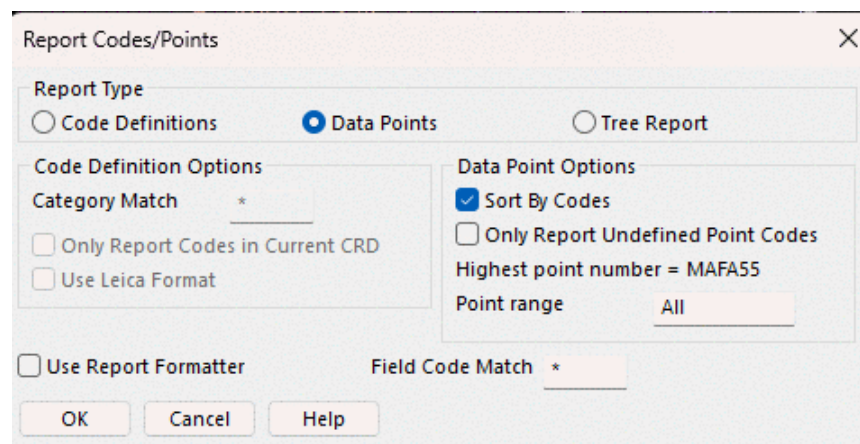 Report Codes/Points
Report Type
Code Definitions Data Points Tree Report
Code Definition Options
Category Match *
Only Report Codes in Current CRD
Use Leica Format
Data Point Options
Sort By Codes
Only Report Undefined Point Codes
Highest point number = MAFA55
Point range All
Use Report Formatter Field Code Match *
OK Cancel Help